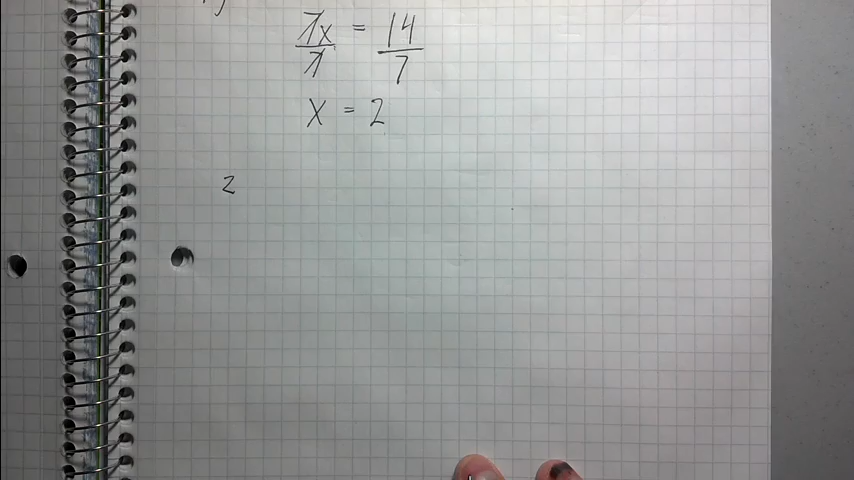 7x = 14
7 7
x = 2
2